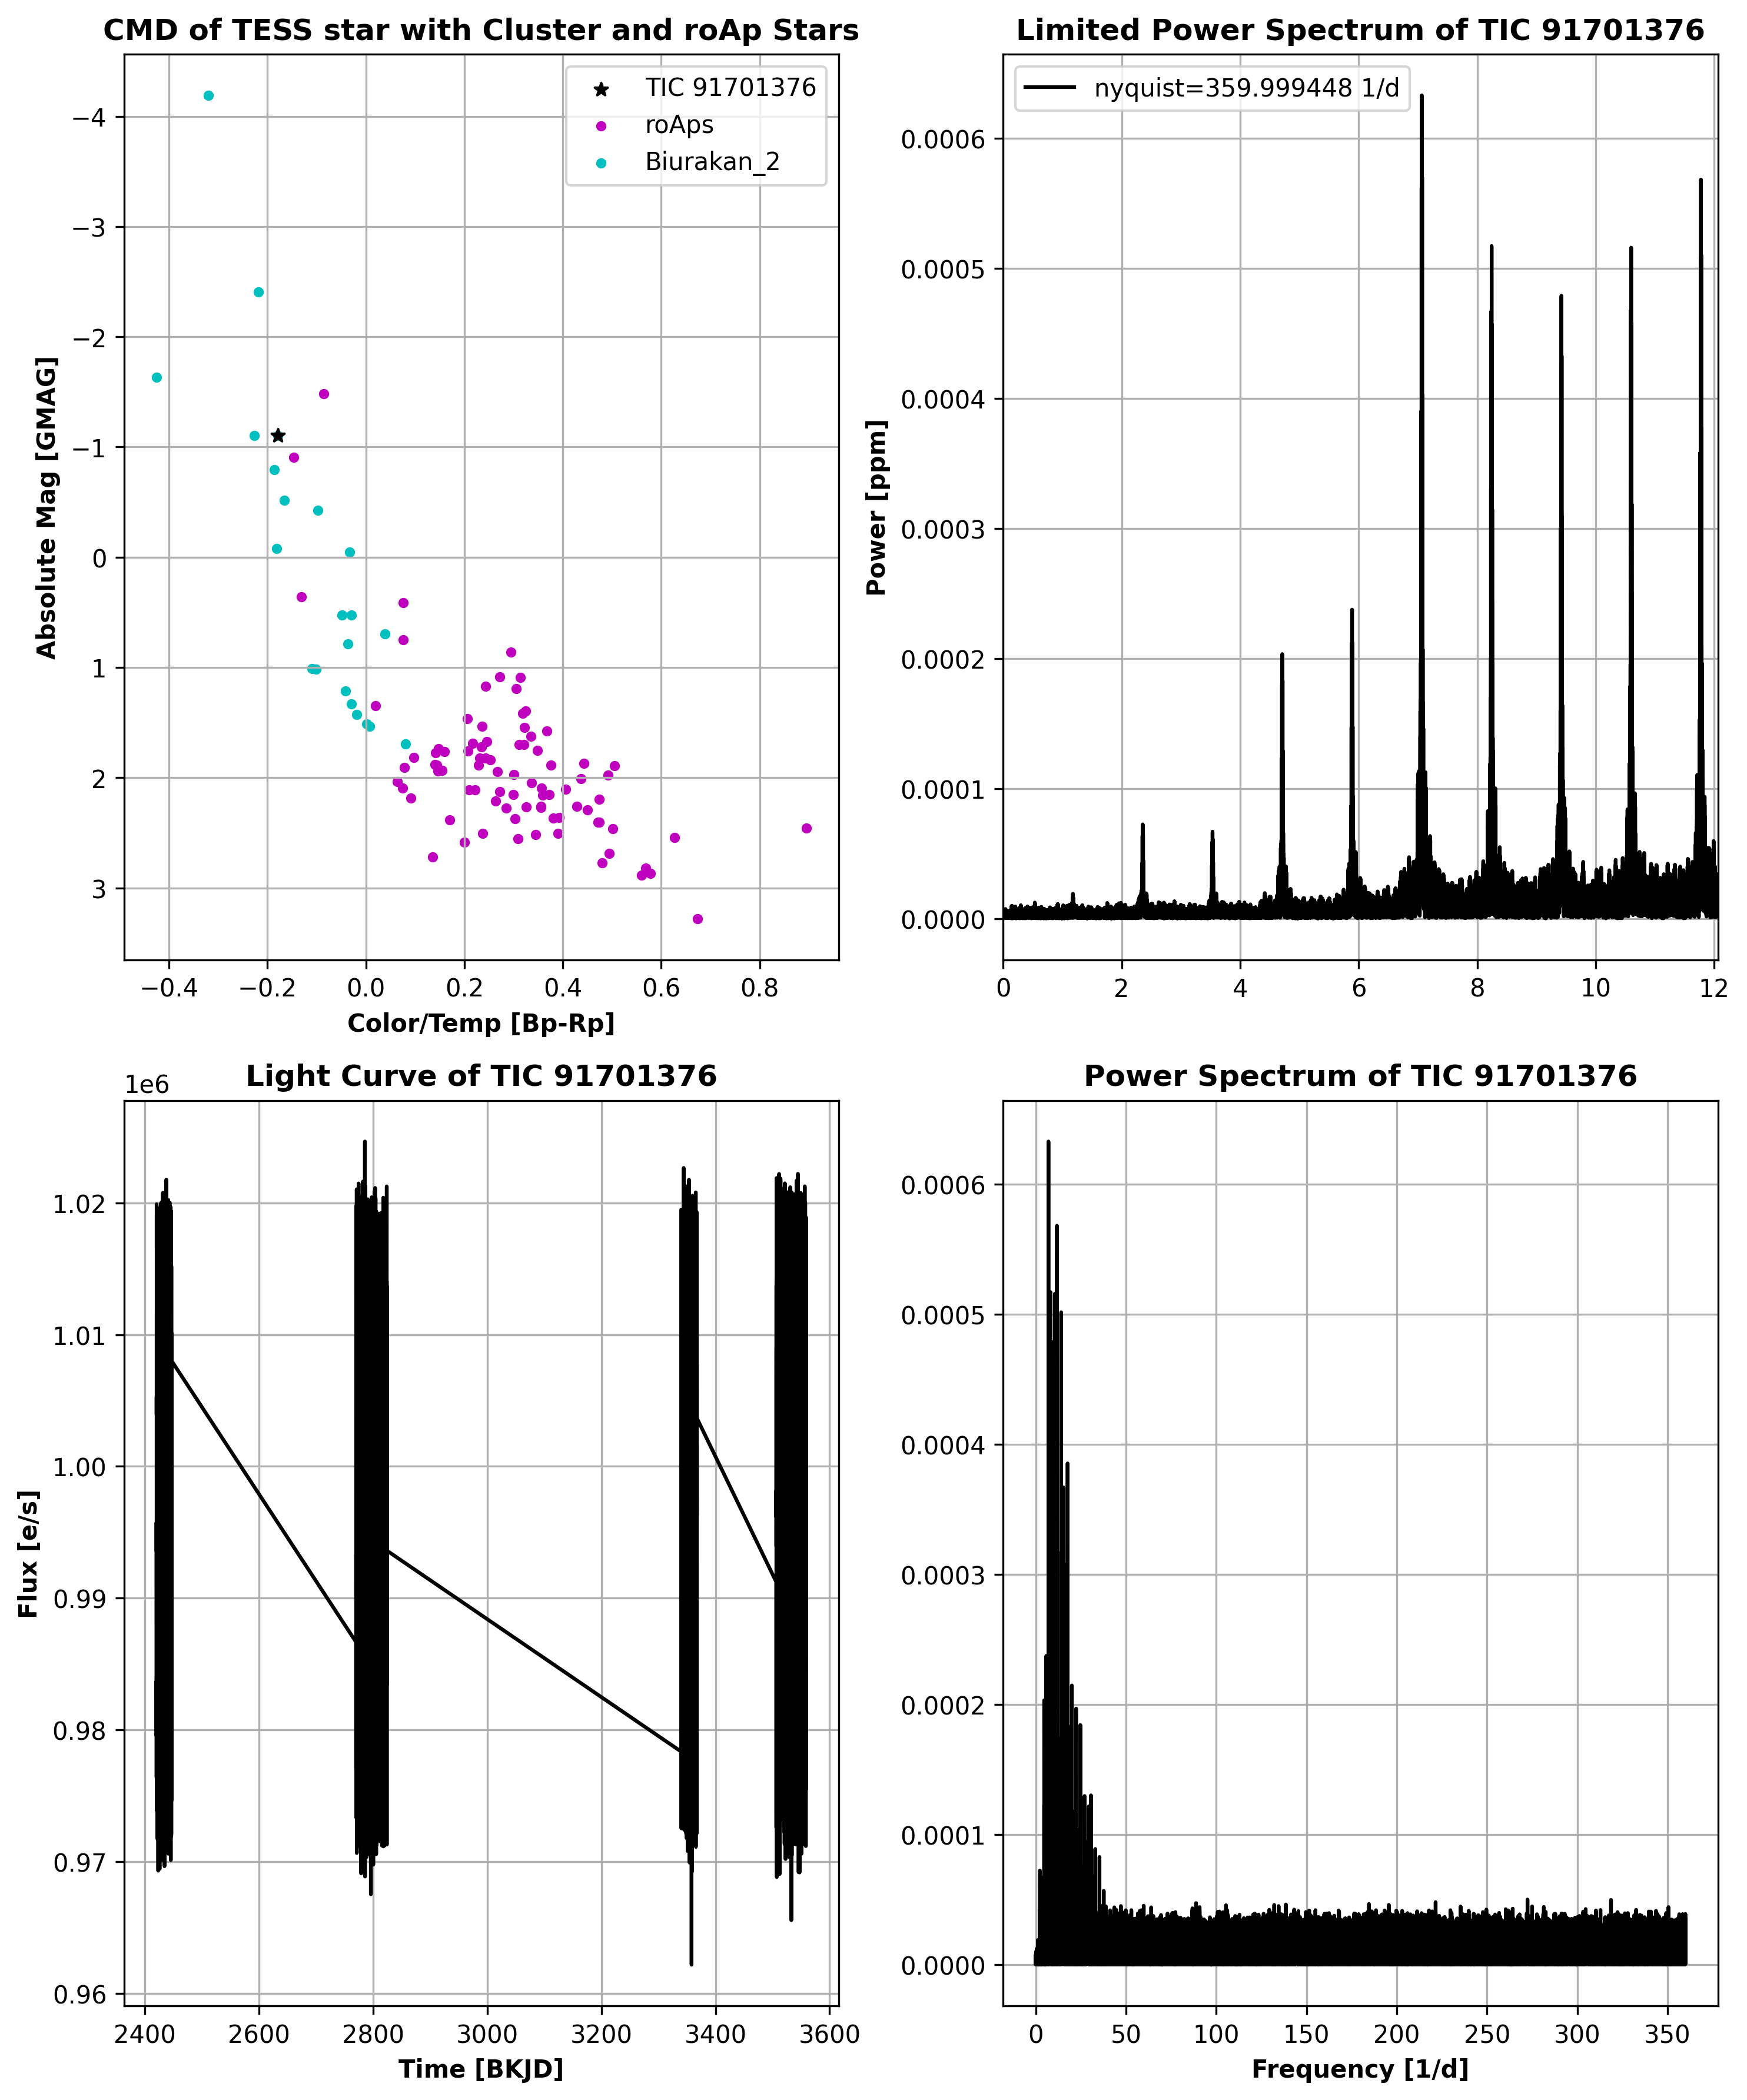 CMD of TESS star with Cluster and roAp Stars
TIC 91701376
roAps
Biurakan_2
−4
−3
−2
−1
0
1
2
3
Absolute Mag [GMAG]
−0.4 −0.2 0.0 0.2 0.4 0.6 0.8
Color/Temp [Bp-Rp]
Limited Power Spectrum of TIC 91701376
nyquist=359.999448 1/d
0.0006
0.0005
0.0004
0.0003
0.0002
0.0001
0.0000
Power [ppm]
0 2 4 6 8 10 12
Light Curve of TIC 91701376
1e6
1.02
1.01
1.00
0.99
0.98
0.97
0.96
Flux [e/s]
2400 2600 2800 3000 3200 3400 3600
Time [BKJD]
Power Spectrum of TIC 91701376
0.0006
0.0005
0.0004
0.0003
0.0002
0.0001
0.0000
0 50 100 150 200 250 300 350
Frequency [1/d]